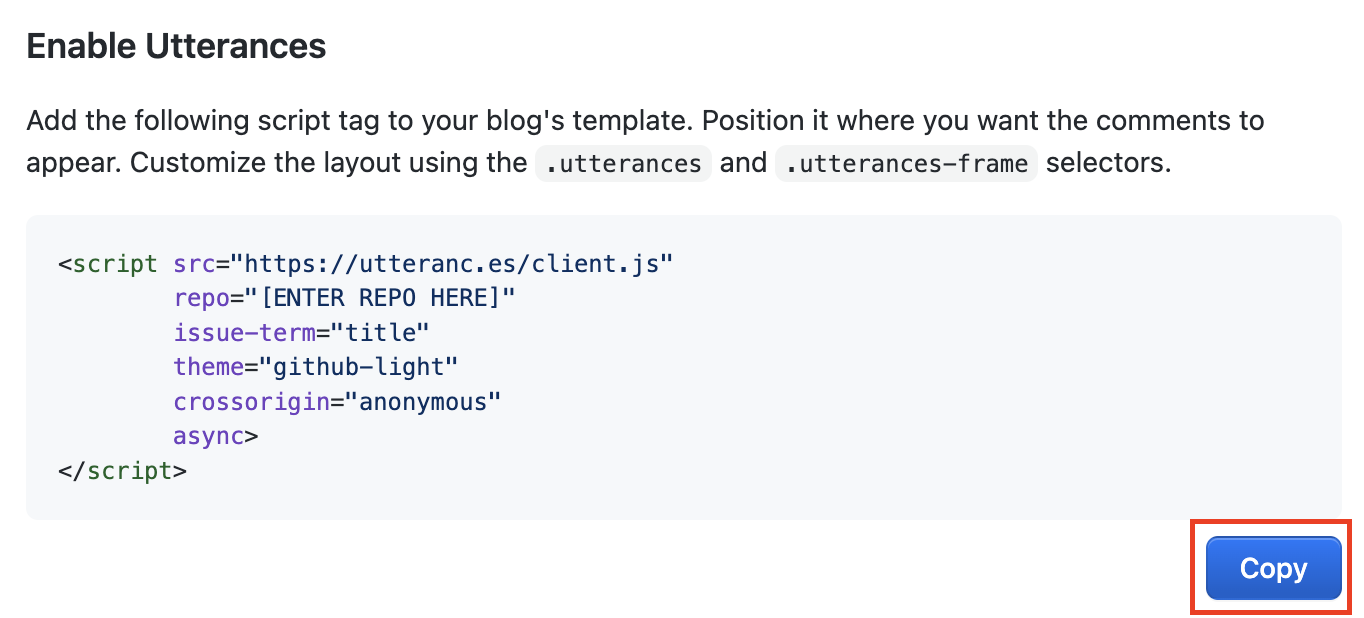 Enable Utterances
Add the following script tag to your blog's template. Position it where you want the comments to
appear. Customize the layout using the .utterances and .utterances-frame selectors.
<script src="https://utteranc.es/client.js"
        repo="[ENTER REPO HERE]"
        issue-term="title"
        theme="github-light"
        crossorigin="anonymous"
        async>
</script>
Copy